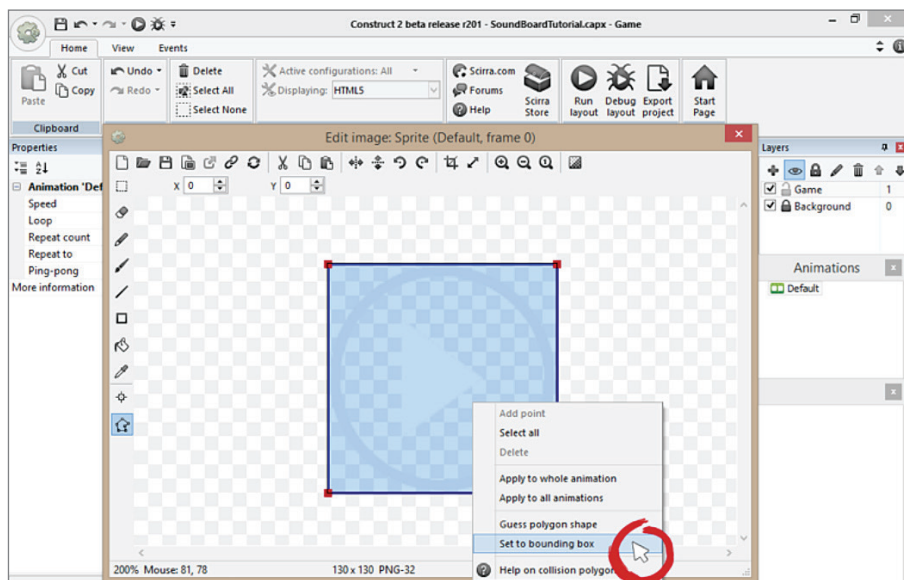 Construct 2 beta release r201 - SoundBoardTutorial.capx - Game
Home View Events
Paste Cut Copy Undo Redo Delete Select All Select None Active configurations: All Displaying: HTML5 Scirra.com Forums Help Scirra Store Run layout Debug layout Export project Start Page
Clipboard
Edit image: Sprite (Default, frame 0)
Properties
Layers
X 0 Y 0
Animation 'Def
Speed
Loop
Repeat count
Repeat to
Ping-pong
More information
Game 1
Background 0
Animations
Default
Add point
Select all
Delete
Apply to whole animation
Apply to all animations
Guess polygon shape
Set to bounding box
Help on collision polygon
200% Mouse: 81, 78 130 x 130 PNG-32